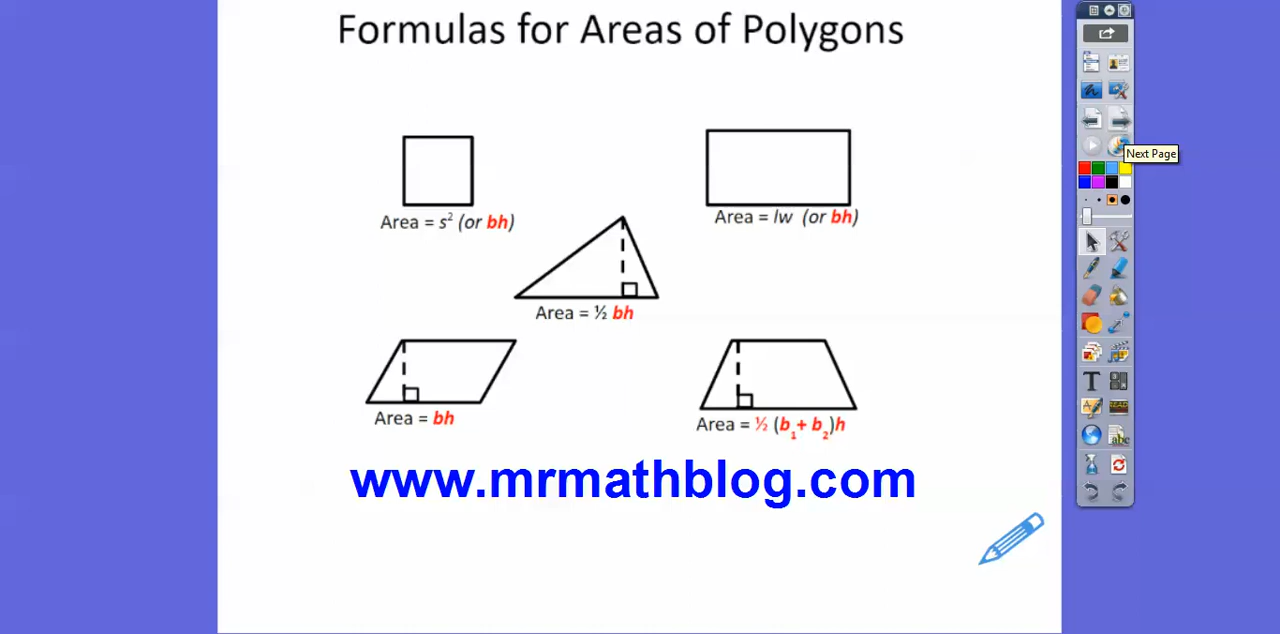 Formulas for Areas of Polygons
Next Page
Area = s² (or bh)
Area = lw (or bh)
Area = ½ bh
Area = bh
Area = ½ (b₁+ b₂)h
www.mrmathblog.com
T
abc